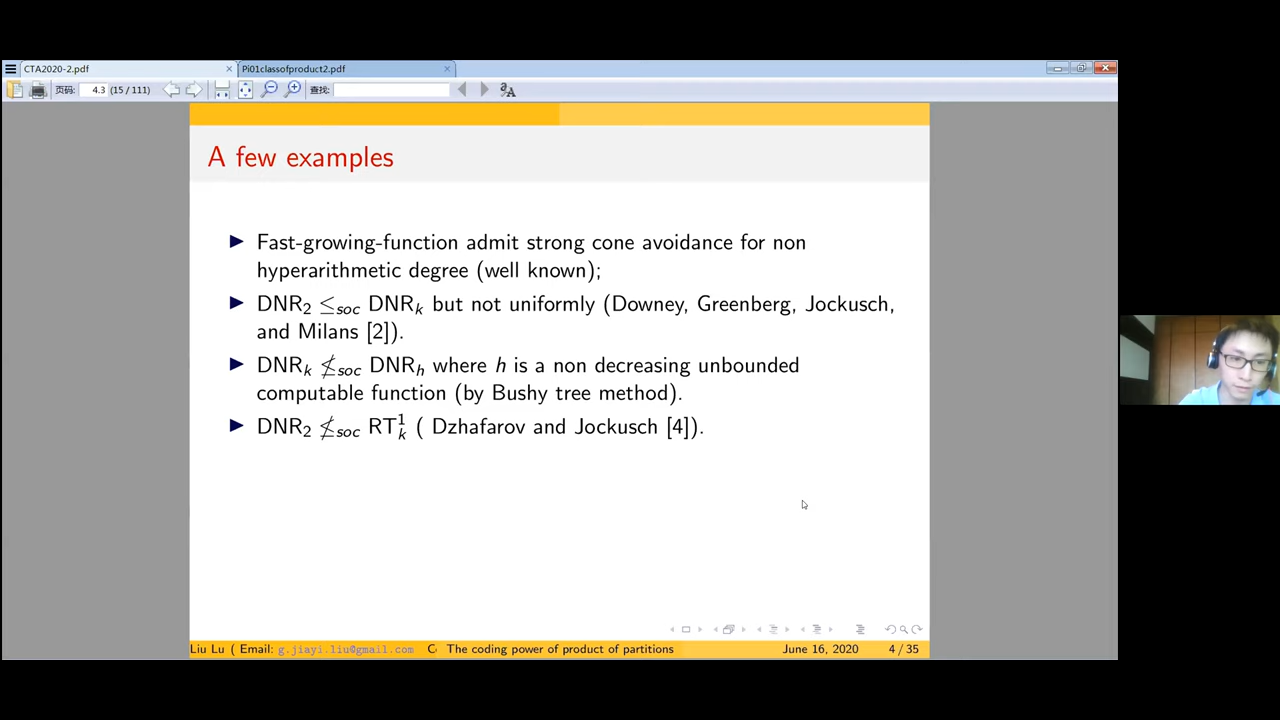 CTA2020-2.pdf
Pi01classofproduct2.pdf
页码: 4.3 (15 / 111)
查找:
A few examples
▶ Fast-growing-function admit strong cone avoidance for non
hyperarithmetic degree (well known);
▶ DNR₂ ≤soc DNRₖ but not uniformly (Downey, Greenberg, Jockusch,
and Milans [2]).
▶ DNRₖ ≰soc DNRₕ where h is a non decreasing unbounded
computable function (by Bushy tree method).
▶ DNR₂ ≰soc RT¹ₖ ( Dzhafarov and Jockusch [4]).
Liu Lu ( Email: g.jiayi.liu@gmail.com
The coding power of product of partitions
June 16, 2020
4 / 35